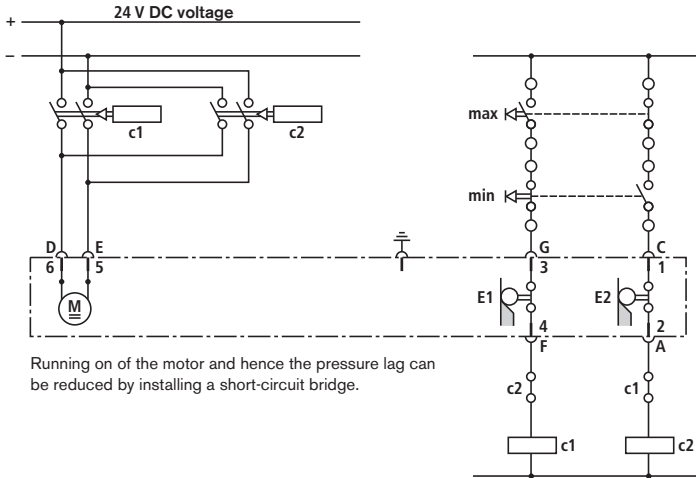 24 V DC voltage
+
–
c1
c2
max
min
D
E
G
C
6
5
3
1
M
E1
E2
4
2
F
A
Running on of the motor and hence the pressure lag can
be reduced by installing a short-circuit bridge.
c2
c1
c1
c2